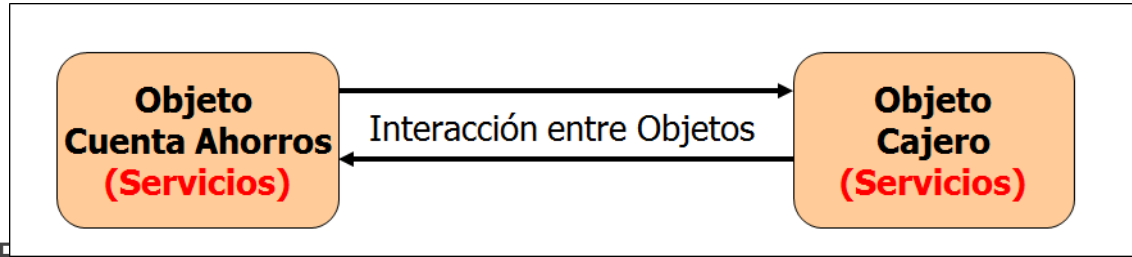 Objeto
Cuenta Ahorros
(Servicios)
Interacción entre Objetos
Objeto
Cajero
(Servicios)